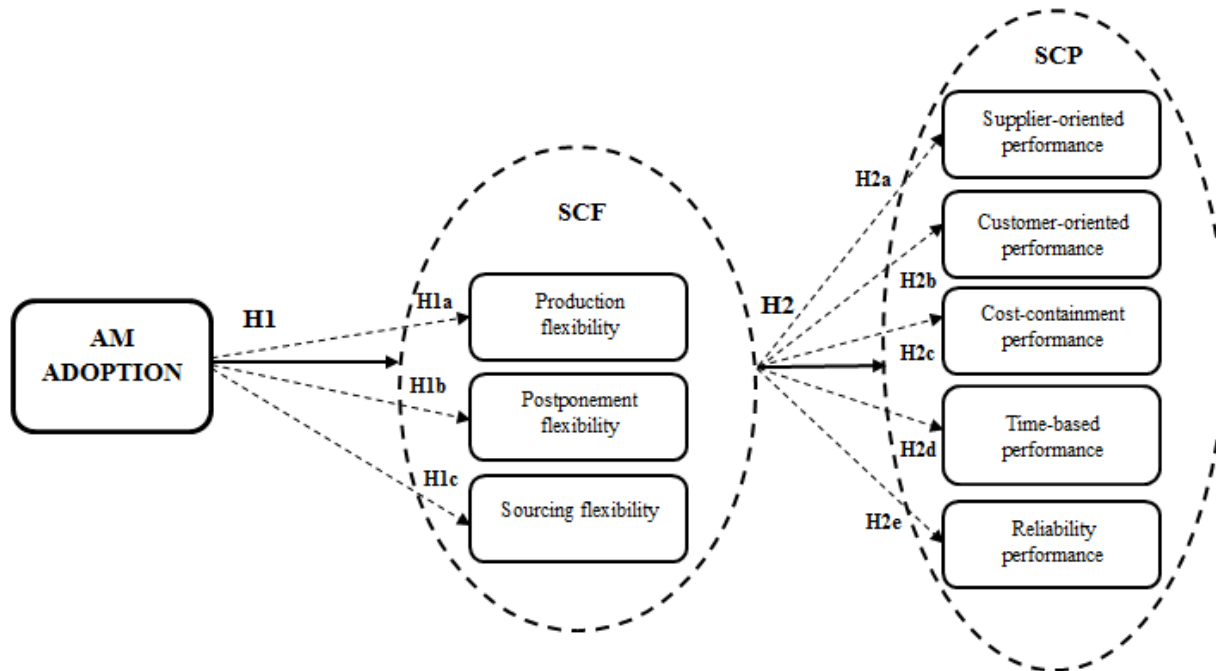 AM
ADOPTION
H1
H1a
H1b
H1c
SCF
Production
flexibility
Postponement
flexibility
Sourcing flexibility
H2
H2a
H2b
H2c
H2d
H2e
SCP
Supplier-oriented
performance
Customer-oriented
performance
Cost-containment
performance
Time-based
performance
Reliability
performance